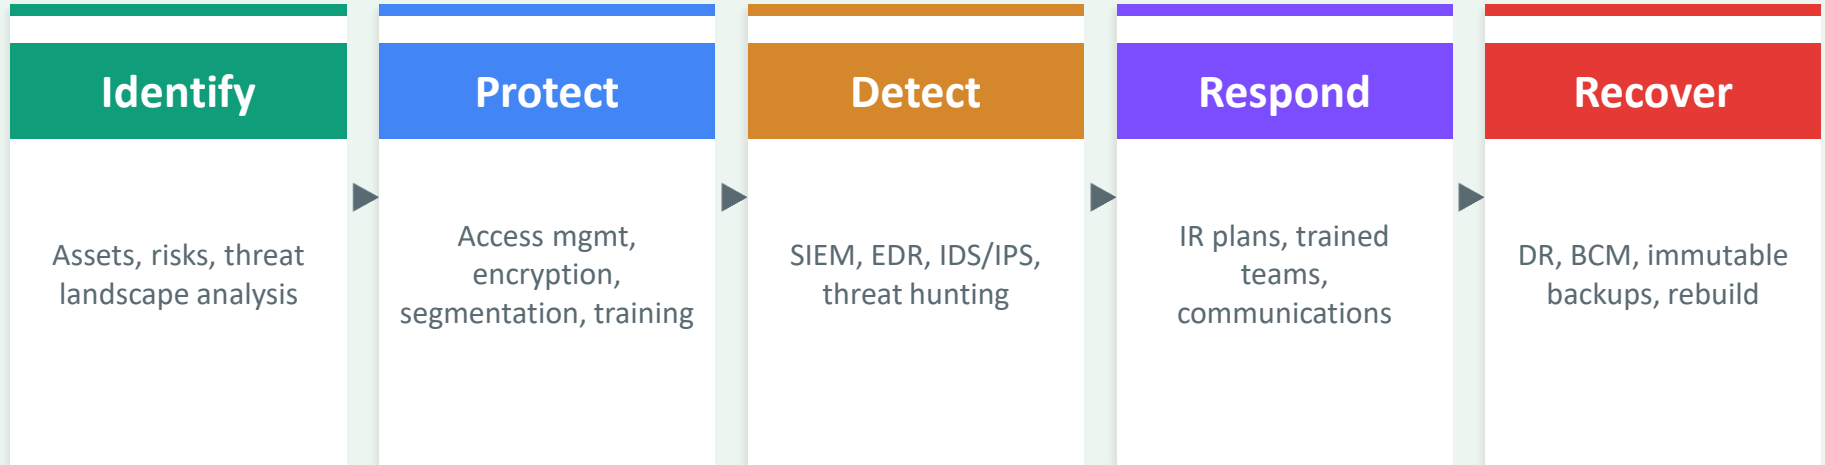 Identify
Assets, risks, threat
landscape analysis
Protect
Access mgmt,
encryption,
segmentation, training
Detect
SIEM, EDR, IDS/IPS,
threat hunting
Respond
IR plans, trained
teams,
communications
Recover
DR, BCM, immutable
backups, rebuild